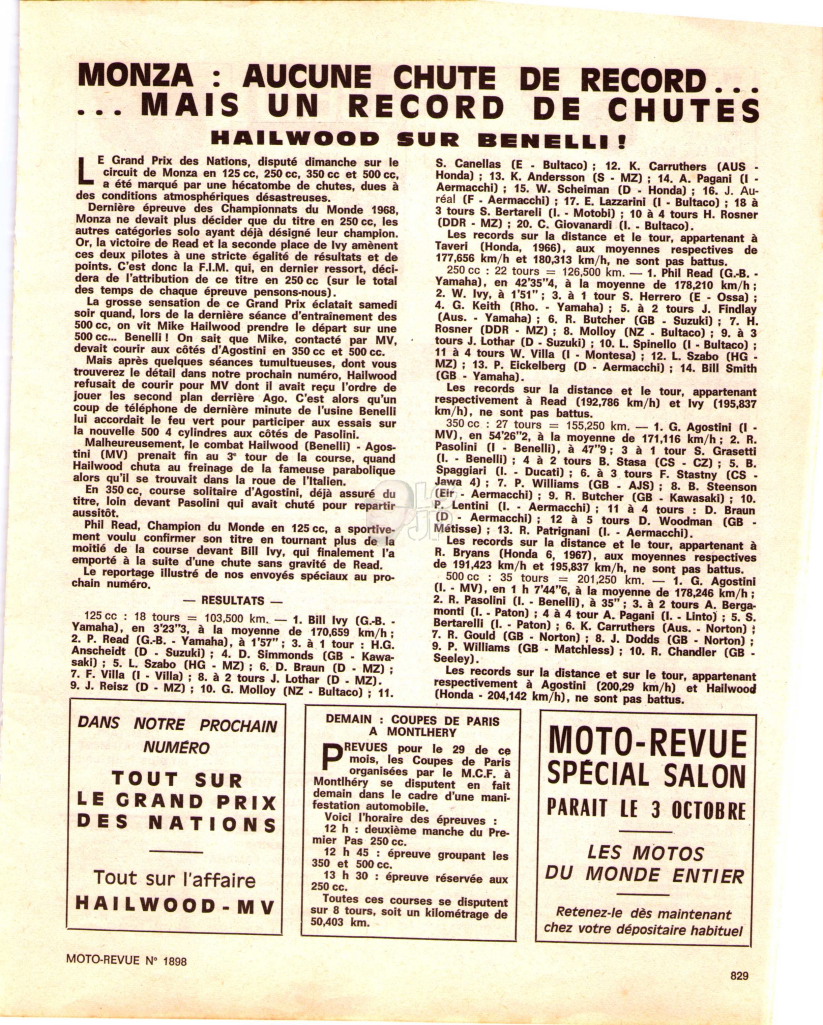 MONZA : AUCUNE CHUTE DE RECORD...
... MAIS UN RECORD DE CHUTES
HAILWOOD SUR BENELLI !
LE Grand Prix des Nations, disputé dimanche sur le
circuit de Monza en 125 cc, 250 cc, 350 cc et 500 cc,
a été marqué par une hécatombe de chutes, dues à
des conditions atmosphériques désastreuses.
Dernière épreuve des Championnats du Monde 1968,
Monza ne devait plus décider que du titre en 250 cc, les
autres catégories solo ayant déjà désigné leur champion.
Or, la victoire de Read et la seconde place de Ivy amènent
ces deux pilotes à une stricte égalité de résultats et de
points. C'est donc la F.I.M. qui, en dernier ressort, déci-
dera de l'attribution de ce titre en 250 cc (sur le total
des temps de chaque épreuve pensons-nous).
La grosse sensation de ce Grand Prix éclatait samedi
soir quand, lors de la dernière séance d'entraînement des
500 cc, on vit Mike Hailwood prendre le départ sur une
500 cc... Benelli ! On sait que Mike, contacté par MV,
devait courir aux côtés d'Agostini en 350 cc et 500 cc.
Mais après quelques séances tumultueuses, dont vous
trouverez le détail dans notre prochain numéro, Hailwood
refusait de courir pour MV dont il avait reçu l'ordre de
jouer les second plan derrière Ago. C'est alors qu'un
coup de téléphone de dernière minute de l'usine Benelli
lui accordait le feu vert pour participer aux essais sur
la nouvelle 500 4 cylindres aux côtés de Pasolini.
Malheureusement, le combat Hailwood (Benelli) - Agos-
tini (MV) prenait fin au 3e tour de la course, quand
Hailwood chuta au freinage de la fameuse parabolique
alors qu'il se trouvait dans la roue de l'Italien.
En 350 cc, course solitaire d'Agostini, déjà assuré du
titre, loin devant Pasolini qui avait chuté pour repartir
aussitôt.
Phil Read, Champion du Monde en 125 cc, a sportive-
ment voulu confirmer son titre en tournant plus de la
moitié de la course devant Bill Ivy, qui finalement l'a
emporté à la suite d'une chute sans gravité de Read.
Le reportage illustré de nos envoyés spéciaux au pro-
chain numéro.
— RESULTATS —
125 cc : 18 tours = 103,500 km. — 1. Bill Ivy (G.-B. -
Yamaha), en 3'23"3, à la moyenne de 170,659 km/h ;
2. P. Read (G.-B. - Yamaha), à 1'57" ; 3. à 1 tour : H.G.
Anscheidt (D - Suzuki) ; 4. D. Simmonds (GB - Kawa-
saki) ; 5. L. Szabo (HG - MZ) ; 6. D. Braun (D - MZ) ;
7. F. Villa (I - Villa) ; 8. à 2 tours J. Lothar (D - MZ).
9. J. Reisz (D - MZ) ; 10. G. Molloy (NZ - Bultaco) ; 11.
S. Canellas (E - Bultaco) ; 12. K. Carruthers (AUS -
Honda) ; 13. K. Andersson (S - MZ) ; 14. A. Pagani (I -
Aermacchi) ; 15. W. Scheiman (D - Honda) ; 16. J. Au-
réal (F - Aermacchi) ; 17. E. Lazzarini (I - Bultaco) ; 18 à
3 tours S. Bertareli (I. - Motobi) ; 10 à 4 tours H. Rosner
(DDR - MZ) ; 20. C. Giovanardi (I. - Bultaco).
Les records sur la distance et le tour, appartenant à
Taveri (Honda, 1966), aux moyennes respectives de
177,656 km/h et 180,313 km/h, ne sont pas battus.
250 cc : 22 tours = 126,500 km. — 1. Phil Read (G.-B. -
Yamaha), en 42'35"4, à la moyenne de 178,210 km/h ;
2. W. Ivy, à 1'51" ; 3. à 1 tour S. Herrero (E - Ossa) ;
4. G. Keith (Rho. - Yamaha) ; 5. à 2 tours J. Findlay
(Aus. - Yamaha) ; 6. R. Butcher (GB - Suzuki) ; 7. H.
Rosner (DDR - MZ) ; 8. Molloy (NZ - Bultaco) ; 9. à 3
tours J. Lothar (D - Suzuki) ; 10. L. Spinello (I - Bultaco) ;
11 à 4 tours W. Villa (I - Montesa) ; 12. L. Szabo (HG -
MZ) ; 13. P. Eickelberg (D - Aermacchi) ; 14. Bill Smith
(GB - Yamaha).
Les records sur la distance et le tour, appartenant
respectivement à Read (192,786 km/h) et Ivy (195,837
km/h), ne sont pas battus.
350 cc : 27 tours = 155,250 km. — 1. G. Agostini (I -
MV), en 54'26"2, à la moyenne de 171,116 km/h ; 2. R.
Pasolini (I - Benelli), à 47"9 ; 3 à 1 tour S. Grasetti
(I. - Benelli) ; 4 à 2 tours B. Stasa (CS - CZ) ; 5. B.
Spaggiari (I. - Ducati) ; 6. à 3 tours F. Stastny (CS -
Jawa 4) ; 7. P. Williams (GB - AJS) ; 8. B. Steenson
(Eir - Aermacchi) ; 9. R. Butcher (GB - Kawasaki) ; 10.
P. Lentini (I. - Aermacchi) ; 11 à 4 tours : D. Braun
(D - Aermacchi) ; 12 à 5 tours D. Woodman (GB -
Métisse) ; 13. R. Patrignani (I. - Aermacchi).
Les records sur la distance et le tour, appartenant à
R. Bryans (Honda 6, 1967), aux moyennes respectives
de 191,423 km/h et 195,837 km/h, ne sont pas battus.
500 cc : 35 tours = 201,250 km. — 1. G. Agostini
(I. - MV), en 1 h 7'44"6, à la moyenne de 178,246 km/h ;
2. R. Pasolini (I. - Benelli), à 35" ; 3. à 2 tours A. Berga-
monti (I. - Paton) ; 4 à 4 tour A. Pagani (I. - Linto) ; 5. S.
Bertarelli (I. - Paton) ; 6. K. Carruthers (Aus. - Norton) ;
7. R. Gould (GB - Norton) ; 8. J. Dodds (GB - Norton) ;
9. P. Williams (GB - Matchless) ; 10. R. Chandler (GB -
Seeley).
Les records sur la distance et sur le tour, appartenant
respectivement à Agostini (200,29 km/h) et Hailwood
(Honda - 204,142 km/h), ne sont pas battus.
DANS NOTRE PROCHAIN
NUMÉRO
TOUT SUR
LE GRAND PRIX
DES NATIONS
Tout sur l'affaire
HAILWOOD - MV
DEMAIN : COUPES DE PARIS
A MONTLHERY
PREVUES pour le 29 de ce
mois, les Coupes de Paris
organisées par le M.C.F. à
Montlhéry se disputent en fait
demain dans le cadre d'une mani-
festation automobile.
Voici l'horaire des épreuves :
12 h : deuxième manche du Pre-
mier Pas 250 cc.
12 h 45 : épreuve groupant les
350 et 500 cc.
13 h 30 : épreuve réservée aux
250 cc.
Toutes ces courses se disputent
sur 8 tours, soit un kilométrage de
50,403 km.
MOTO-REVUE
SPÉCIAL SALON
PARAIT LE 3 OCTOBRE
LES MOTOS
DU MONDE ENTIER
Retenez-le dès maintenant
chez votre dépositaire habituel
MOTO-REVUE N° 1898
829